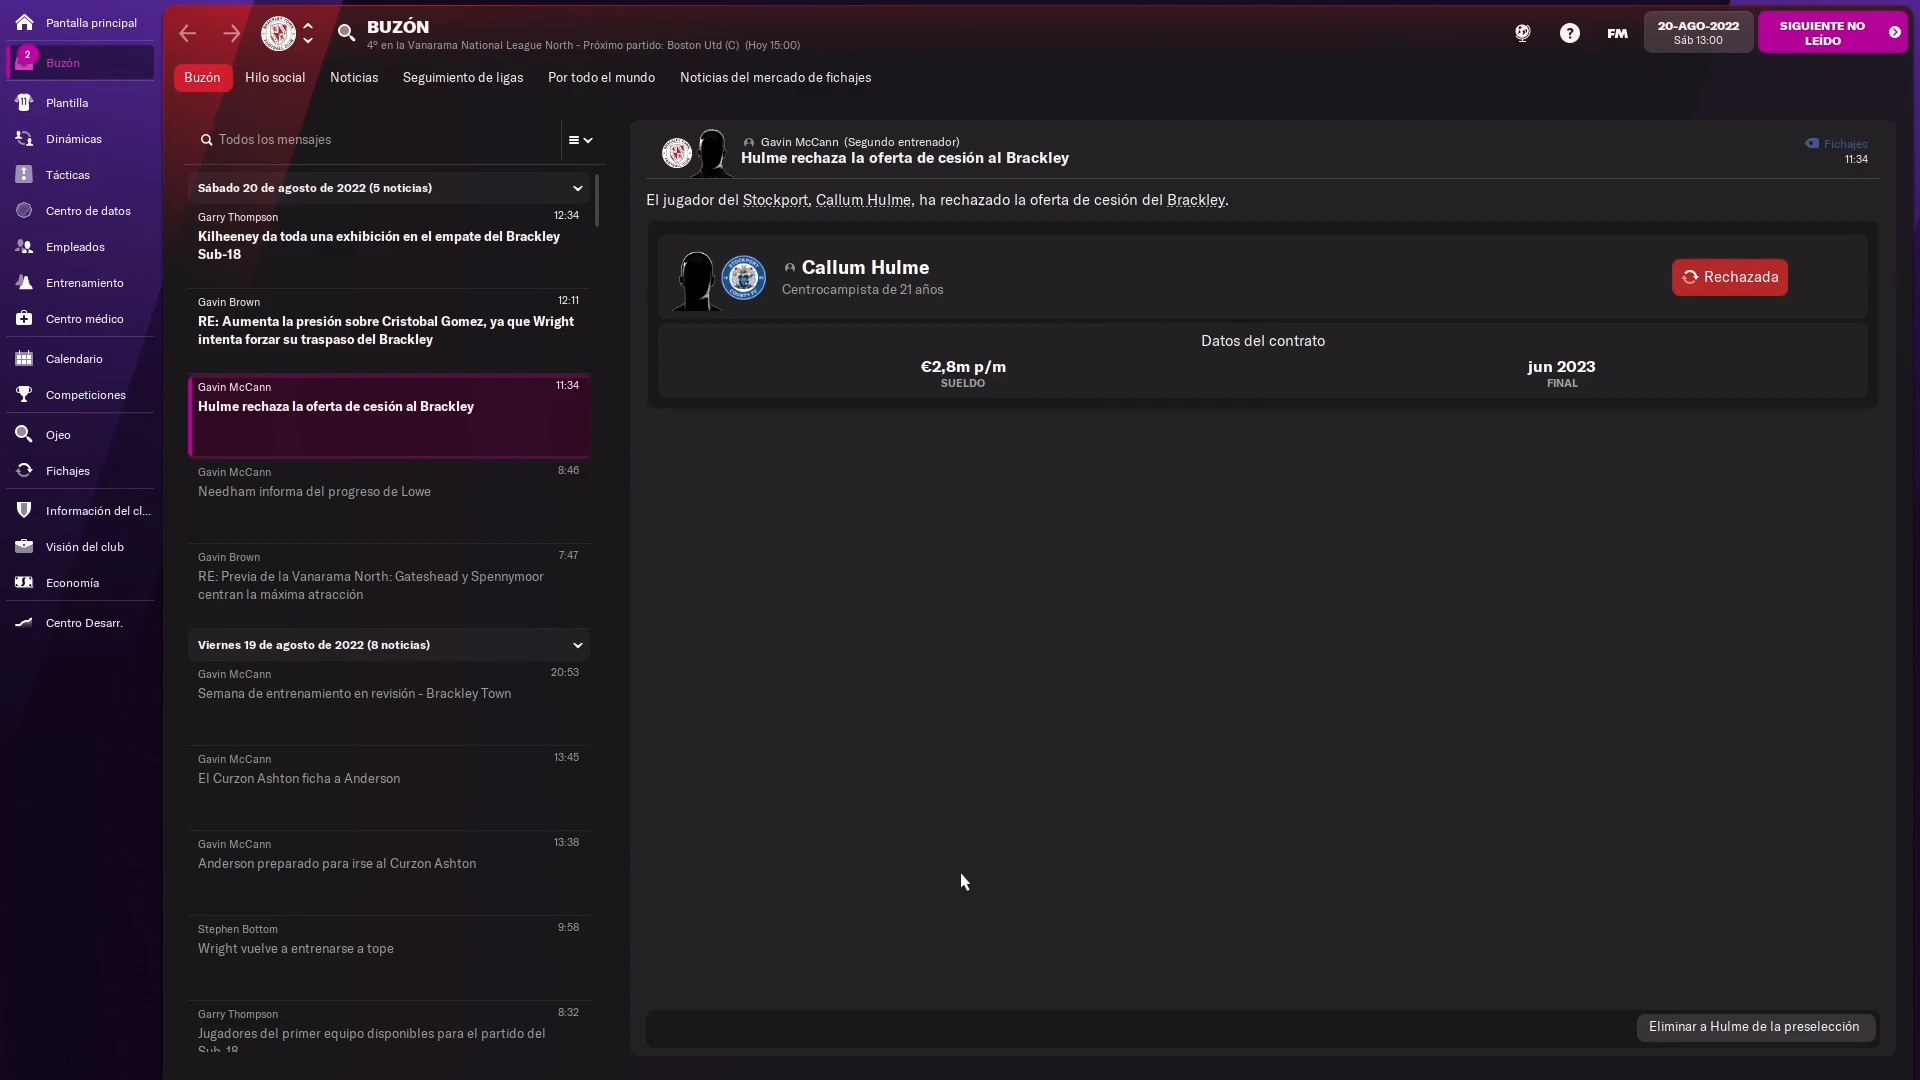 Pantalla principal
2
Buzón
Plantilla
Dinámicas
Tácticas
Centro de datos
Empleados
Entrenamiento
Centro médico
Calendario
Competiciones
Ojeo
Fichajes
Información del cl...
Visión del club
Economía
Centro Desarr.
BUZÓN
4º en la Vanarama National League North - Próximo partido: Boston Utd (C) (Hoy 15:00)
FM
20-AGO-2022
Sáb 13:00
SIGUIENTE NO
LEÍDO
Buzón
Hilo social
Noticias
Seguimiento de ligas
Por todo el mundo
Noticias del mercado de fichajes
Todos los mensajes
Sábado 20 de agosto de 2022 (5 noticias)
Garry Thompson 12:34
Kilheeney da toda una exhibición en el empate del Brackley
Sub-18
Gavin Brown 12:11
RE: Aumenta la presión sobre Cristobal Gomez, ya que Wright
intenta forzar su traspaso del Brackley
Gavin McCann 11:34
Hulme rechaza la oferta de cesión al Brackley
Gavin McCann 8:46
Needham informa del progreso de Lowe
Gavin Brown 7:47
RE: Previa de la Vanarama North: Gateshead y Spennymoor
centran la máxima atracción
Viernes 19 de agosto de 2022 (8 noticias)
Gavin McCann 20:53
Semana de entrenamiento en revisión - Brackley Town
Gavin McCann 13:45
El Curzon Ashton ficha a Anderson
Gavin McCann 13:38
Anderson preparado para irse al Curzon Ashton
Stephen Bottom 9:58
Wright vuelve a entrenarse a tope
Garry Thompson 8:32
Jugadores del primer equipo disponibles para el partido del
Sub-18
Gavin McCann (Segundo entrenador)
Hulme rechaza la oferta de cesión al Brackley
Fichajes
11:34
El jugador del Stockport, Callum Hulme, ha rechazado la oferta de cesión del Brackley.
Callum Hulme
Centrocampista de 21 años
Rechazada
Datos del contrato
€2,8m p/m
SUELDO
jun 2023
FINAL
Eliminar a Hulme de la preselección